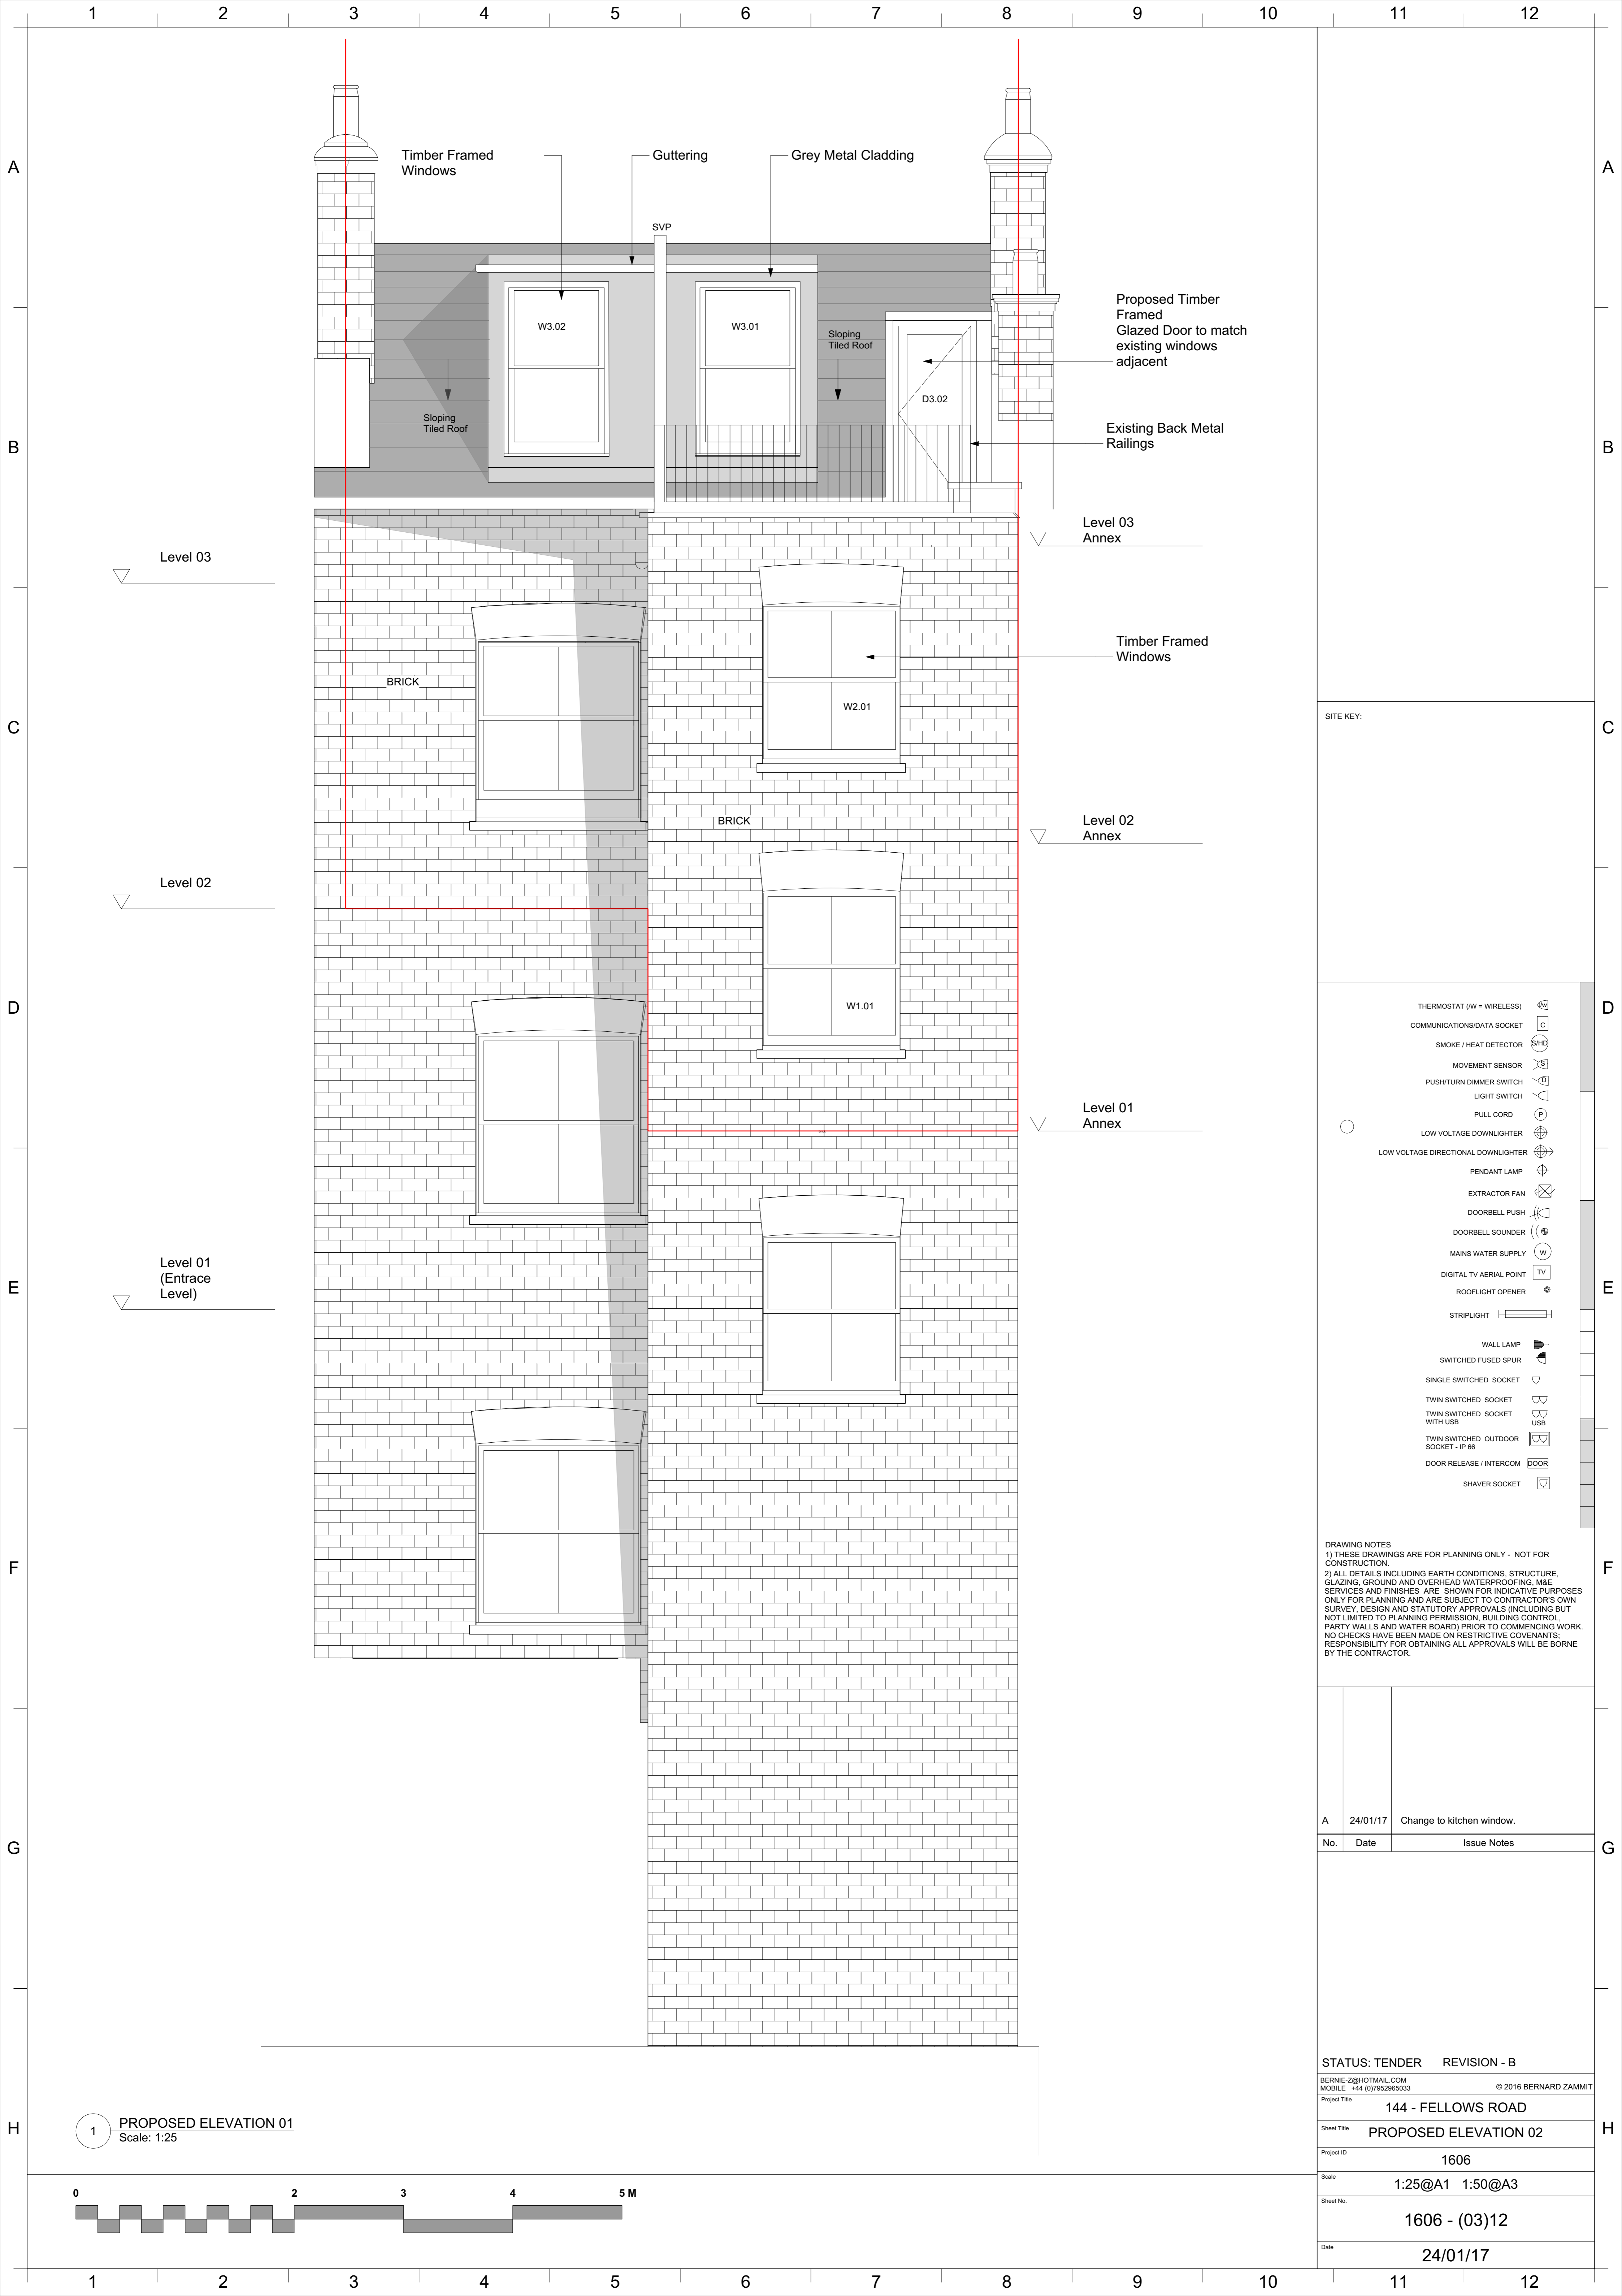 1 2 3 4 5 6 7 8 9 10 11 12
A
A
Timber Framed
Windows
Guttering
Grey Metal Cladding
SVP
W3.02
W3.01
Sloping
Tiled Roof
Proposed Timber
Framed
Glazed Door to match
existing windows
adjacent
D3.02
Sloping
Tiled Roof
B
B
Existing Back Metal
Railings
Level 03
Annex
Level 03
Timber Framed
Windows
BRICK
W2.01
C
C
SITE KEY:
BRICK
Level 02
Annex
Level 02
D
D
W1.01
Level 01
Annex
THERMOSTAT (/W = WIRELESS) t/w
COMMUNICATIONS/DATA SOCKET C
SMOKE / HEAT DETECTOR S/HD
MOVEMENT SENSOR S
PUSH/TURN DIMMER SWITCH D
LIGHT SWITCH
PULL CORD P
LOW VOLTAGE DOWNLIGHTER
LOW VOLTAGE DIRECTIONAL DOWNLIGHTER
PENDANT LAMP
EXTRACTOR FAN
DOORBELL PUSH
DOORBELL SOUNDER
MAINS WATER SUPPLY W
DIGITAL TV AERIAL POINT TV
ROOFLIGHT OPENER
STRIPLIGHT
WALL LAMP
SWITCHED FUSED SPUR
SINGLE SWITCHED SOCKET
TWIN SWITCHED SOCKET
TWIN SWITCHED SOCKET
WITH USB USB
TWIN SWITCHED OUTDOOR
SOCKET - IP 66
DOOR RELEASE / INTERCOM DOOR
SHAVER SOCKET
Level 01
(Entrace
Level)
E
E
F
F
DRAWING NOTES
1) THESE DRAWINGS ARE FOR PLANNING ONLY - NOT FOR
CONSTRUCTION.
2) ALL DETAILS INCLUDING EARTH CONDITIONS, STRUCTURE,
GLAZING, GROUND AND OVERHEAD WATERPROOFING, M&E
SERVICES AND FINISHES ARE SHOWN FOR INDICATIVE PURPOSES
ONLY FOR PLANNING AND ARE SUBJECT TO CONTRACTOR'S OWN
SURVEY, DESIGN AND STATUTORY APPROVALS (INCLUDING BUT
NOT LIMITED TO PLANNING PERMISSION, BUILDING CONTROL,
PARTY WALLS AND WATER BOARD) PRIOR TO COMMENCING WORK.
NO CHECKS HAVE BEEN MADE ON RESTRICTIVE COVENANTS;
RESPONSIBILITY FOR OBTAINING ALL APPROVALS WILL BE BORNE
BY THE CONTRACTOR.
A 24/01/17 Change to kitchen window.
No. Date Issue Notes
G
G
STATUS: TENDER REVISION - B
BERNIE-Z@HOTMAIL.COM
MOBILE +44 (0)7952965033 © 2016 BERNARD ZAMMIT
Project Title
144 - FELLOWS ROAD
Sheet Title
PROPOSED ELEVATION 02
Project ID
1606
Scale
1:25@A1 1:50@A3
Sheet No.
1606 - (03)12
Date
24/01/17
H
H
1
PROPOSED ELEVATION 01
Scale: 1:25
0 2 3 4 5 M
1 2 3 4 5 6 7 8 9 10 11 12